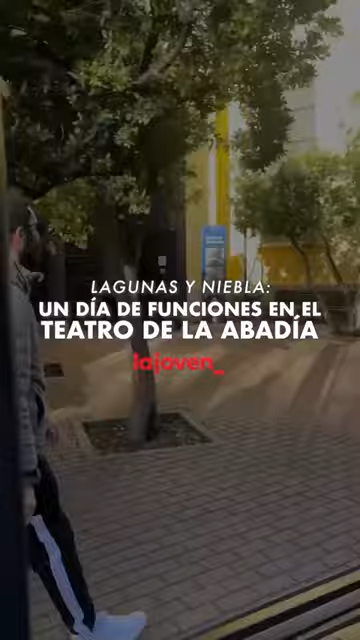 LAGUNAS Y NIEBLA:
UN DÍA DE FUNCIONES EN EL
TEATRO DE LA ABADÍA
lajoven_